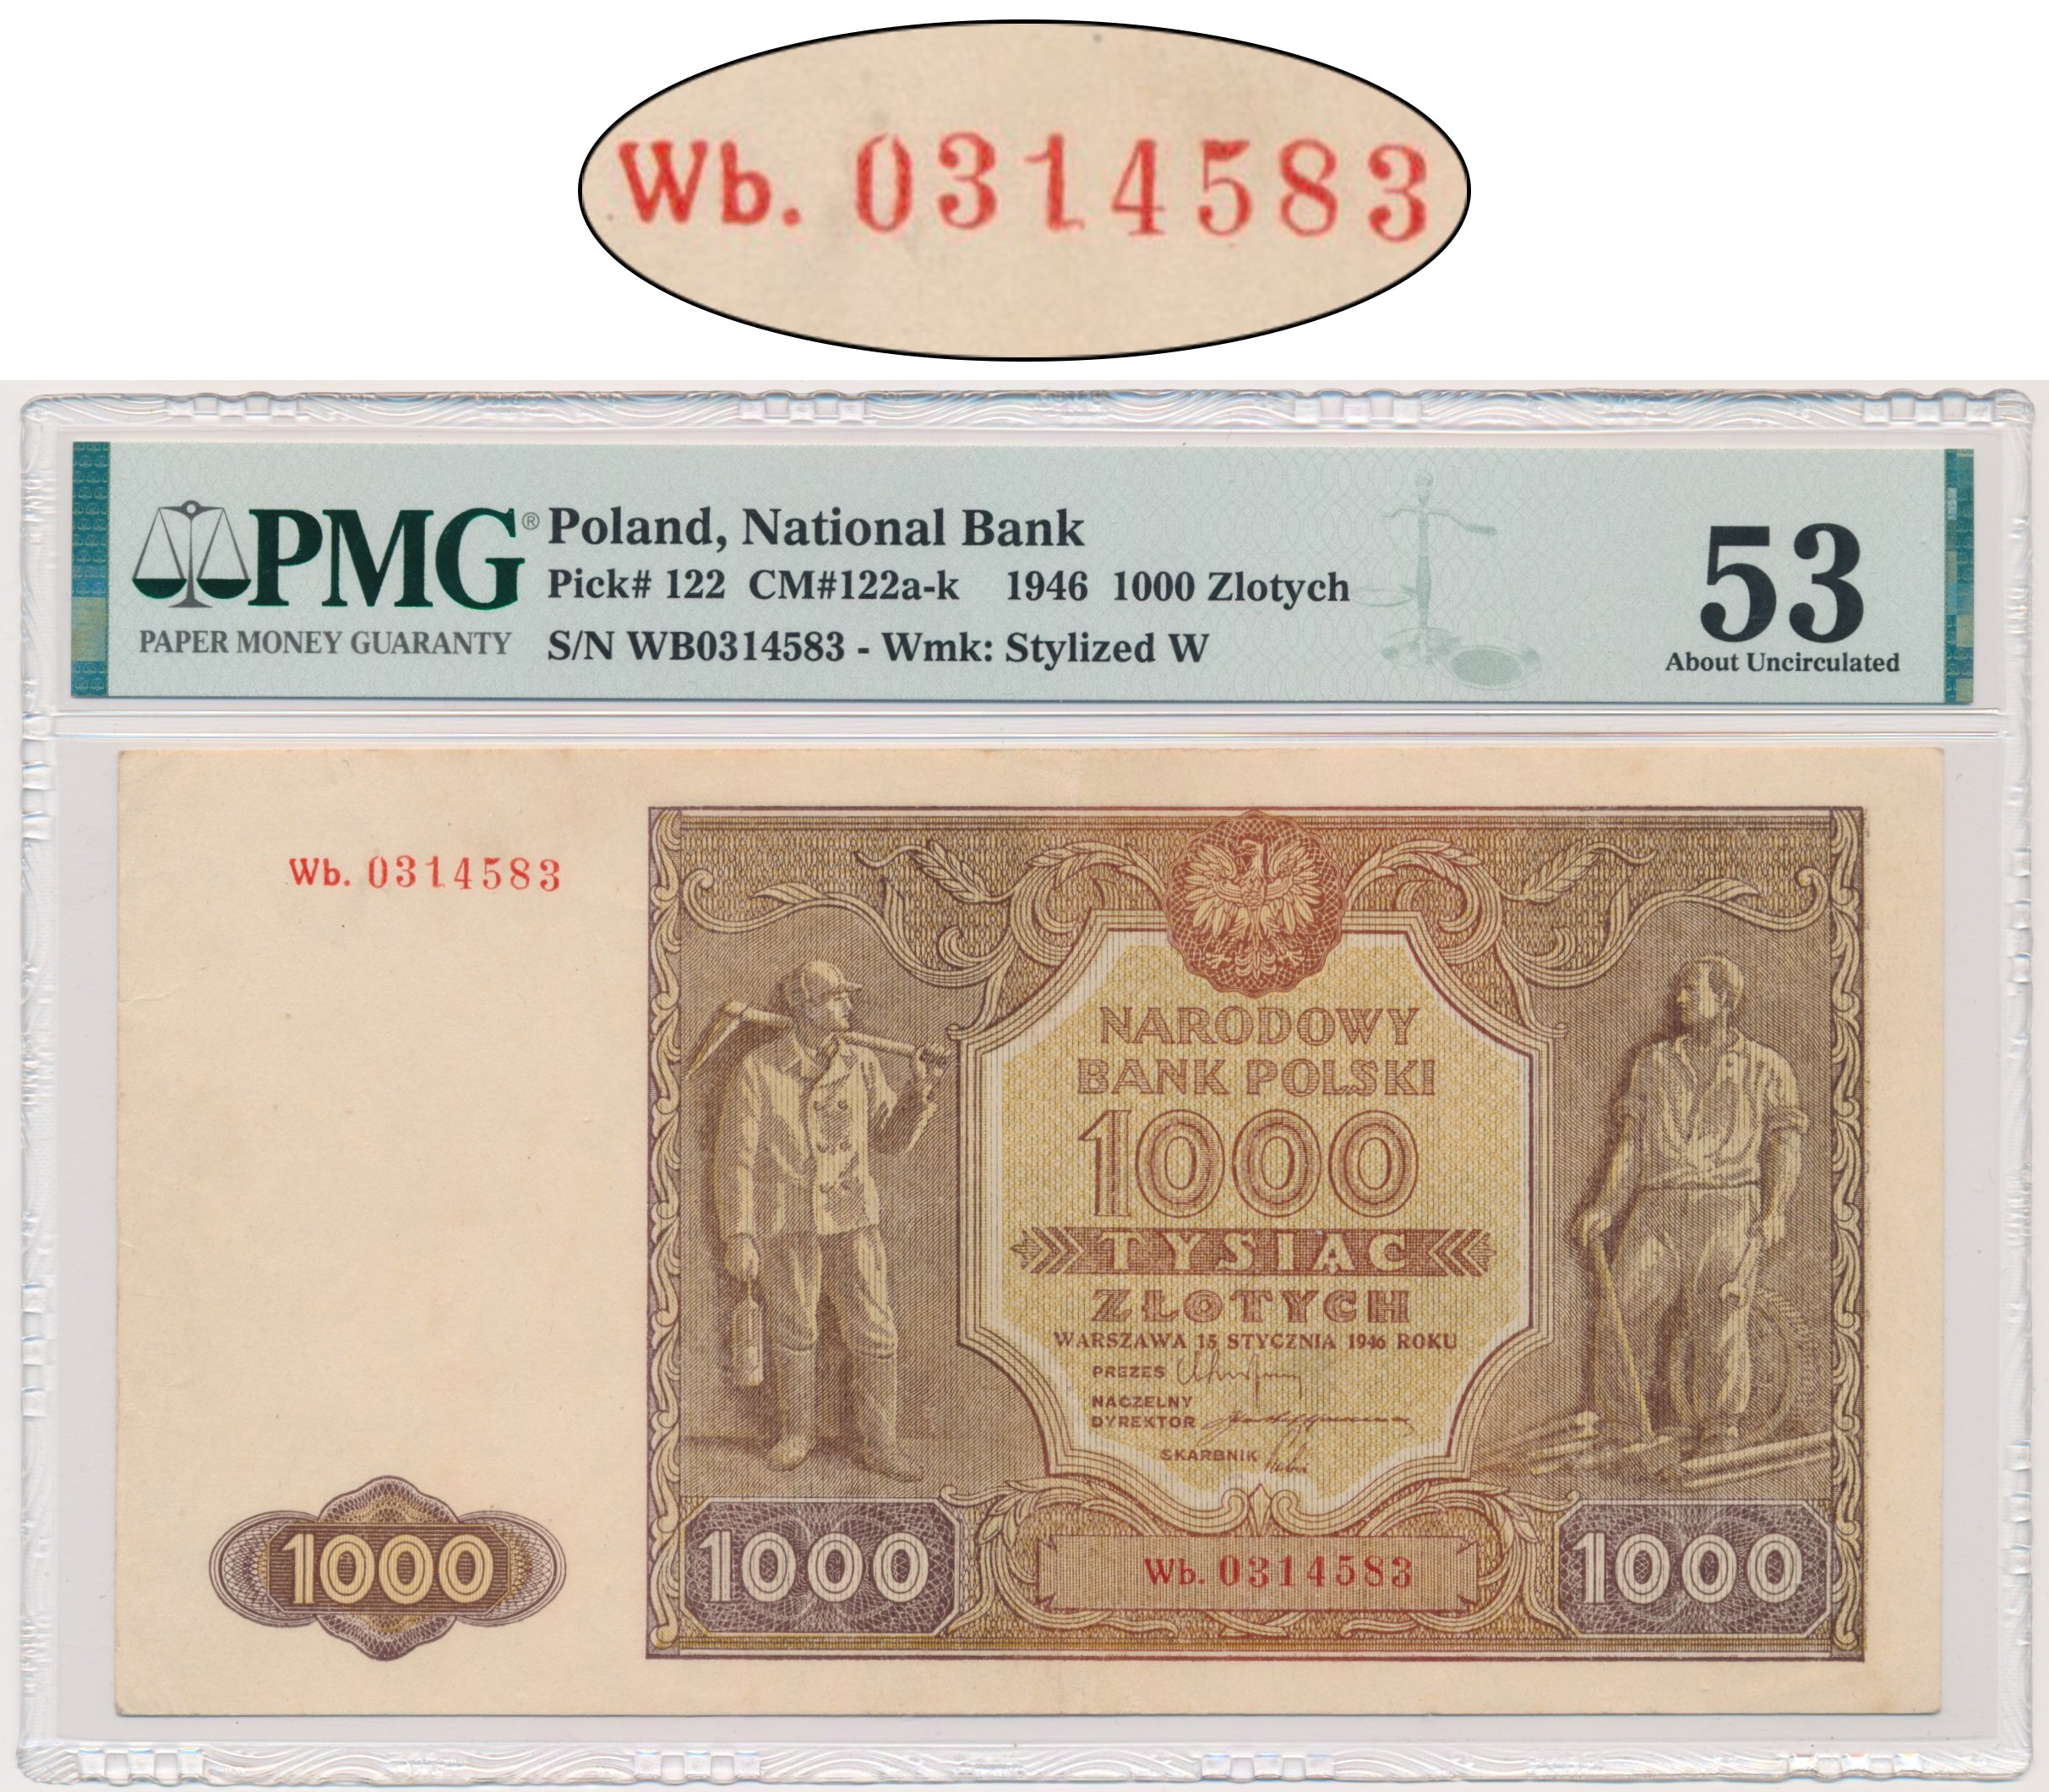 Wb. 0314583
PMG® Poland, National Bank
53
Pick# 122 CM#122a-k 1946 1000 Zlotych
PAPER MONEY GUARANTY
S/N WB0314583 - Wmk: Stylized W
About Uncirculated
Wb. 0314583
NARODOWY
BANK POLSKI
1000
TYSIĄC
ZŁOTYCH
WARSZAWA 15 STYCZNIA 1946 ROKU
PREZES
NACZELNY
DYREKTOR
SKARBNIK
1000
1000
Wb. 0314583
1000